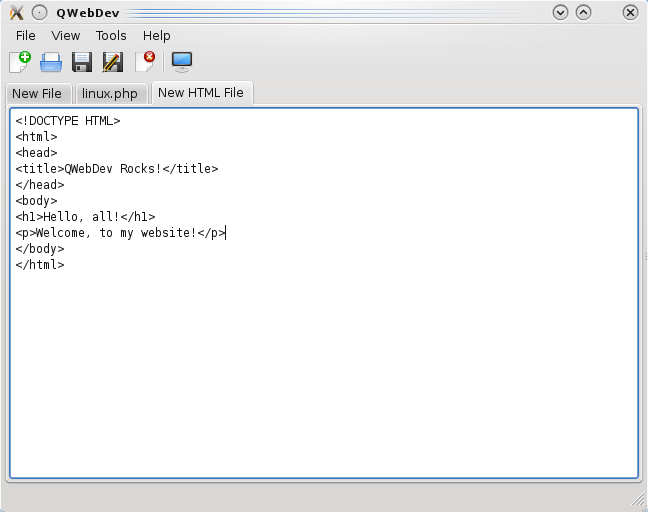 QWebDev
File View Tools Help
New File linux.php New HTML File
<!DOCTYPE HTML>
<html>
<head>
<title>QWebDev Rocks!</title>
</head>
<body>
<h1>Hello, all!</h1>
<p>Welcome, to my website!</p>
</body>
</html>